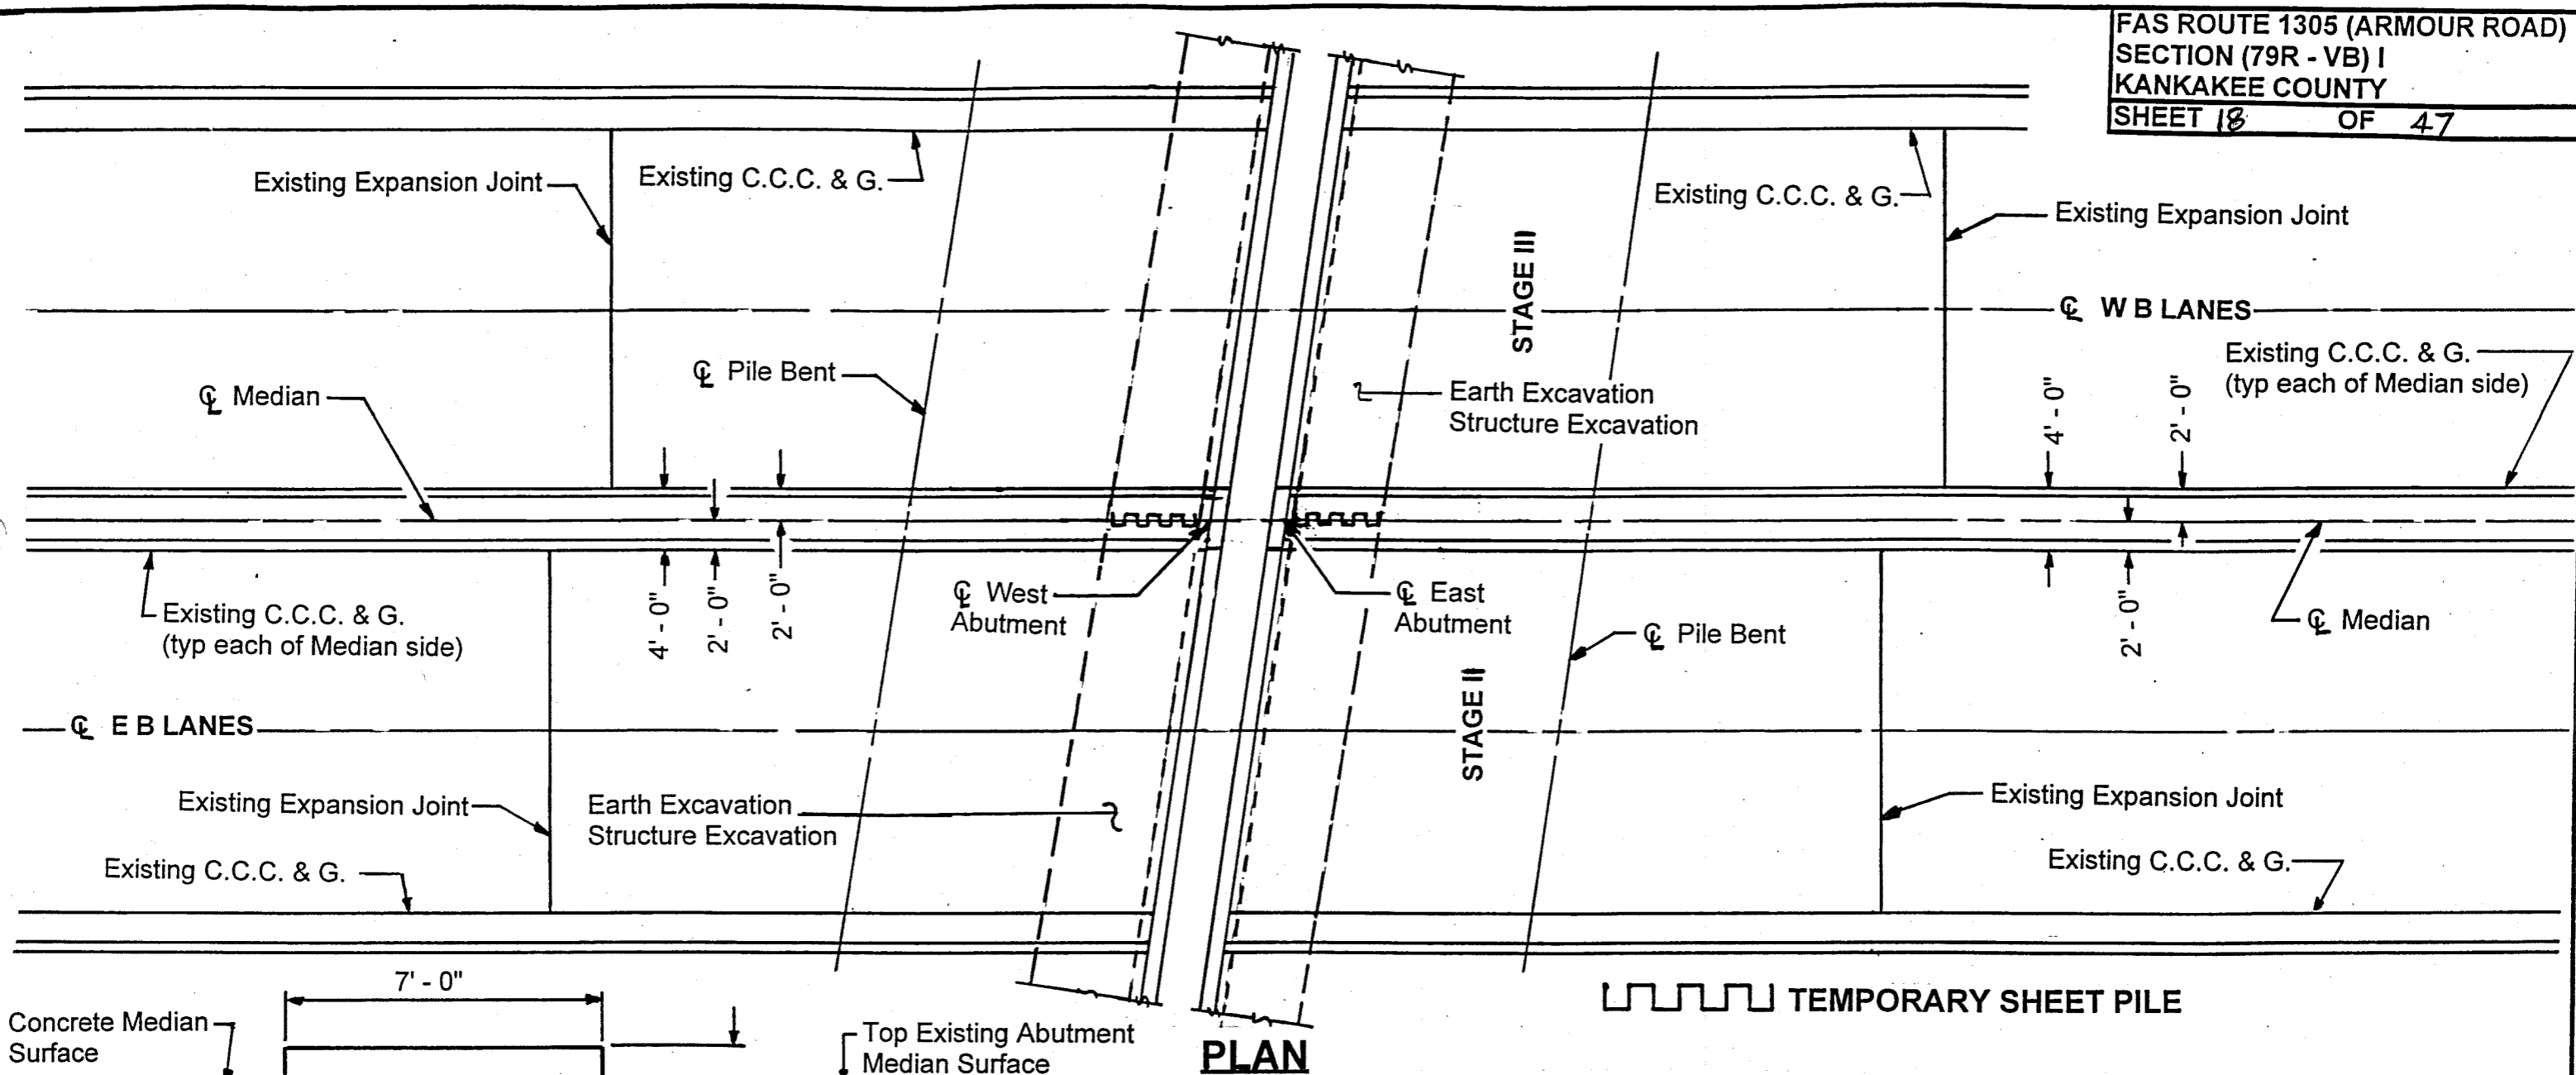 FAS ROUTE 1305 (ARMOUR ROAD)
SECTION (79R - VB) I
KANKAKEE COUNTY
SHEET 18 OF 47
Existing Expansion Joint
Existing C.C.C. & G.
Existing C.C.C. & G.
Existing Expansion Joint
STAGE III
℄ W B LANES
℄ Pile Bent
℄ Median
Earth Excavation
Structure Excavation
Existing C.C.C. & G.
(typ each of Median side)
4' - 0"
2' - 0"
Existing C.C.C. & G.
(typ each of Median side)
4' - 0"
2' - 0"
2' - 0"
℄ West
Abutment
℄ East
Abutment
℄ Pile Bent
2' - 0"
℄ Median
STAGE II
℄ E B LANES
Existing Expansion Joint
Earth Excavation
Structure Excavation
Existing Expansion Joint
Existing C.C.C. & G.
Existing C.C.C. & G.
7' - 0"
TEMPORARY SHEET PILE
Concrete Median
Surface
Top Existing Abutment
Median Surface
PLAN